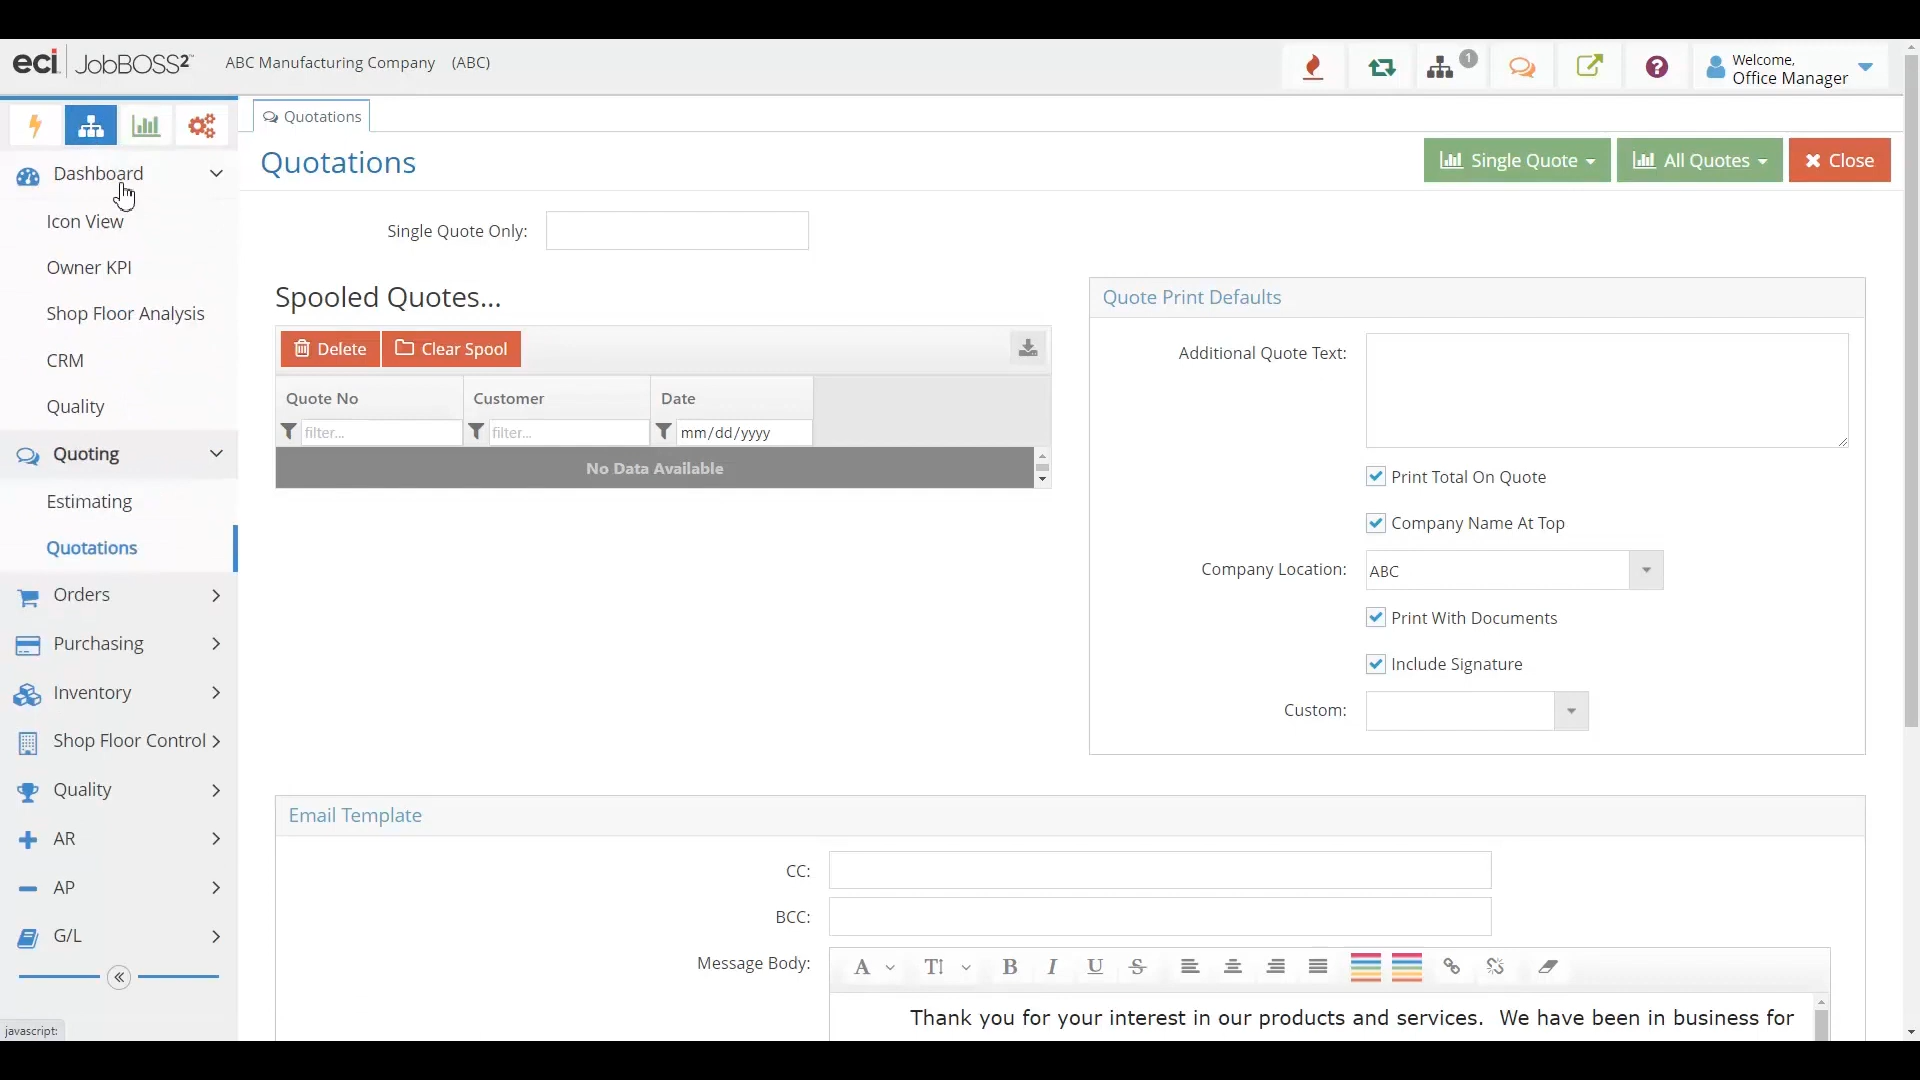 eci JobBOSS²™ ABC Manufacturing Company (ABC)
1
Welcome,
Office Manager
Quotations
Quotations
Single Quote
All Quotes
Close
Dashboard
Icon View
Owner KPI
Shop Floor Analysis
CRM
Quality
Quoting
Estimating
Quotations
Orders
Purchasing
Inventory
Shop Floor Control
Quality
AR
AP
G/L
javascript:
Single Quote Only:
Spooled Quotes...
Delete
Clear Spool
Quote No Customer Date
filter... filter... mm/dd/yyyy
No Data Available
Quote Print Defaults
Additional Quote Text:
Print Total On Quote
Company Name At Top
Company Location: ABC
Print With Documents
Include Signature
Custom:
Email Template
CC:
BCC:
Message Body:
A T B I U S
Thank you for your interest in our products and services. We have been in business for